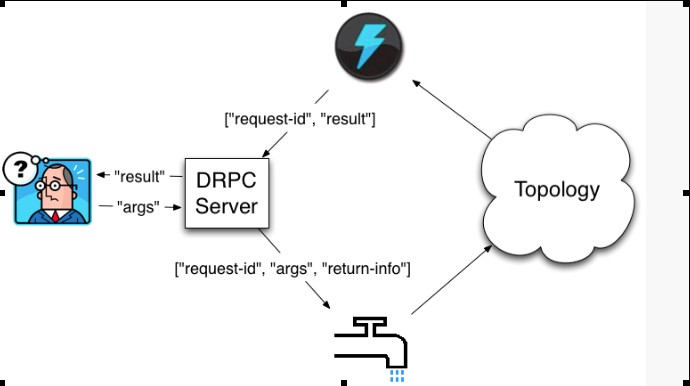 ["request-id", "result"]
?
"result"
DRPC
Server
Topology
"args"
["request-id", "args", "return-info"]